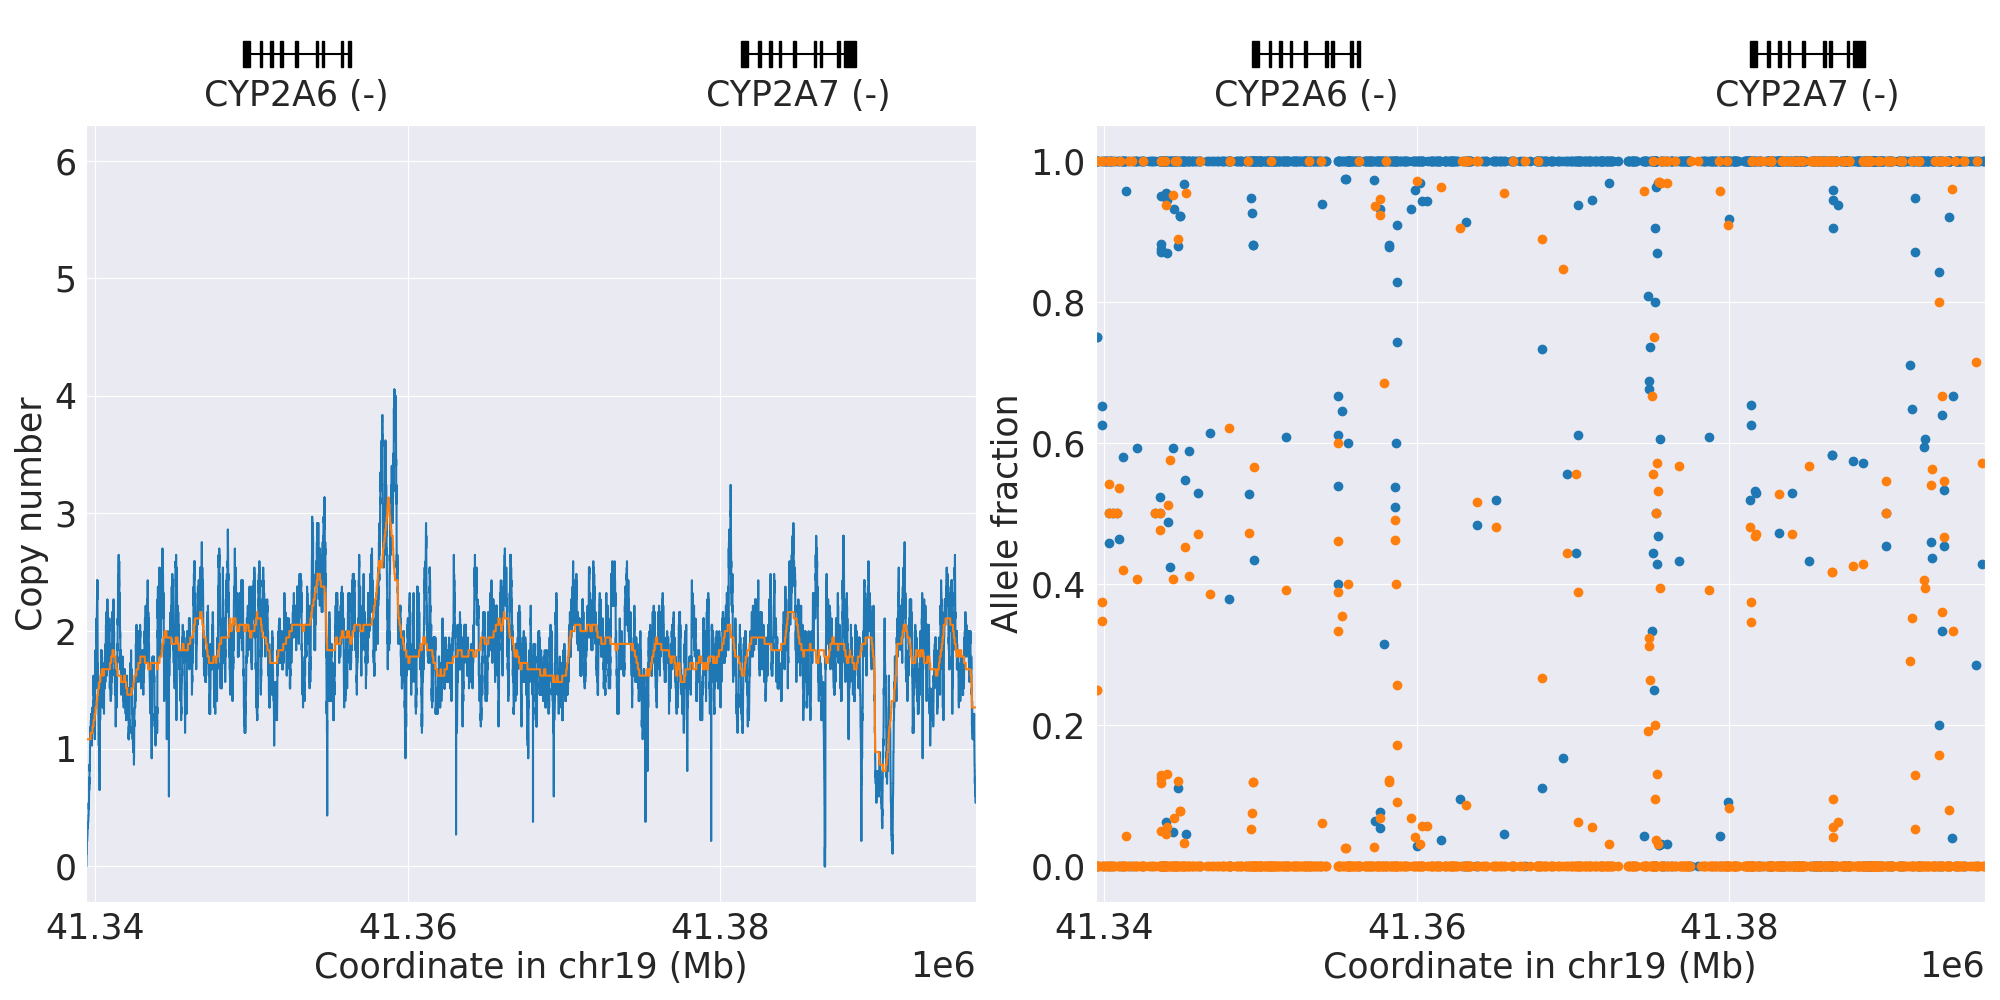 CYP2A6 (-)
CYP2A7 (-)
CYP2A6 (-)
CYP2A7 (-)
6
5
4
3
2
1
0
Copy number
41.34
41.36
41.38
Coordinate in chr19 (Mb)
1e6
1.0
0.8
0.6
0.4
0.2
0.0
Allele fraction
41.34
41.36
41.38
Coordinate in chr19 (Mb)
1e6